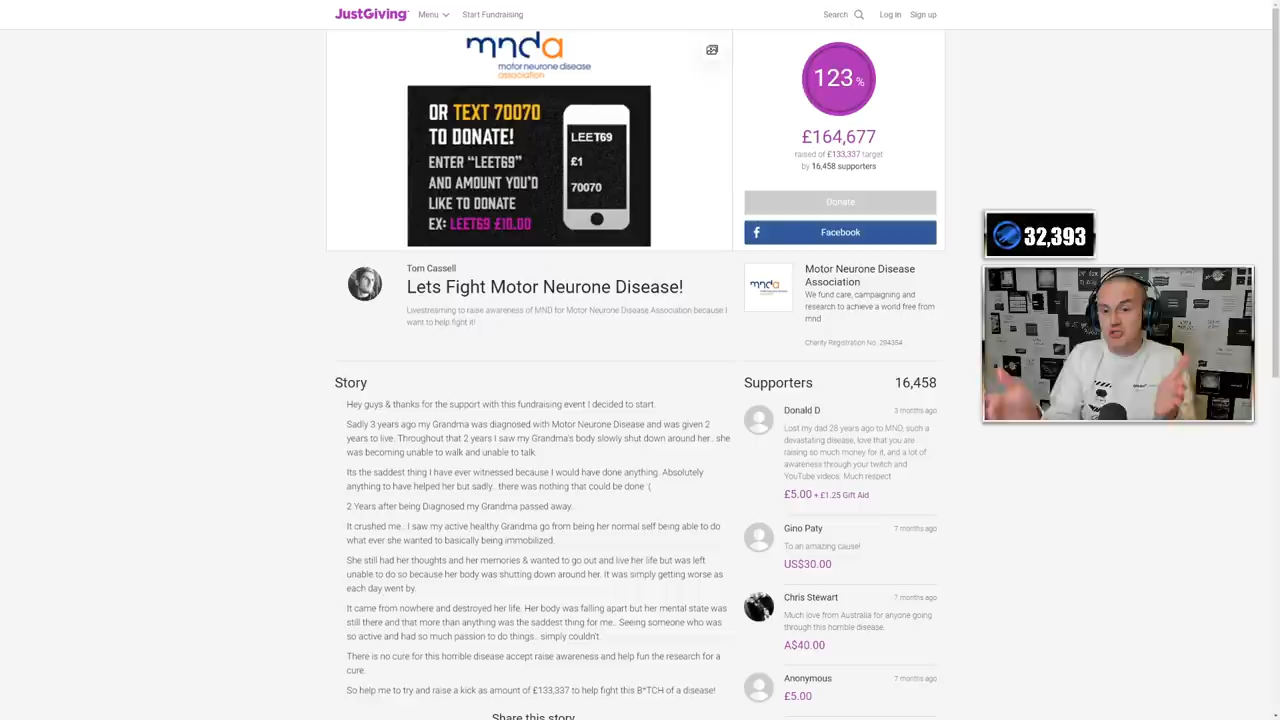 JustGiving
Menu
Start Fundraising
Search
Log in
Sign up
mnda
motor neurone disease
association
OR TEXT 70070
TO DONATE!
ENTER "LEET69"
AND AMOUNT YOU'D
LIKE TO DONATE
EX: LEET69 £10.00
LEET69
£1
70070
123 %
£164,677
raised of £133,337 target
by 16,458 supporters
Donate
Facebook
32,393
Tom Cassell
Lets Fight Motor Neurone Disease!
Livestreaming to raise awareness of MND for Motor Neurone Disease Association because I
want to help fight it!
mnda
motor neurone disease
association
Motor Neurone Disease
Association
We fund care, campaigning and
research to achieve a world free from
mnd
Charity Registration No. 294354
Story
Hey guys & thanks for the support with this fundraising event I decided to start.
Sadly 3 years ago my Grandma was diagnosed with Motor Neurone Disease and was given 2
years to live. Throughout that 2 years I saw my Grandma's body slowly shut down around her.. she
was becoming unable to walk and unable to talk.
Its the saddest thing I have ever witnessed because I would have done anything. Absolutely
anything to have helped her but sadly.. there was nothing that could be done :(
2 Years after being Diagnosed my Grandma passed away..
It crushed me.. I saw my active healthy Grandma go from being her normal self being able to do
what ever she wanted to basically being immobilized.
She still had her thoughts and her memories & wanted to go out and live her life but was left
unable to do so because her body was shutting down around her. It was simply getting worse as
each day went by.
It came from nowhere and destroyed her life. Her body was falling apart but her mental state was
still there and that more than anything was the saddest thing for me.. Seeing someone who was
so active and had so much passion to do things.. simply couldn't.
There is no cure for this horrible disease accept raise awareness and help fun the research for a
cure.
So help me to try and raise a kick as amount of £133,337 to help fight this B*TCH of a disease!
Share this story
Supporters
16,458
Donald D
3 months ago
Lost my dad 28 years ago to MND, such a
devastating disease, love that you are
raising so much money for it, and a lot of
awareness through your twitch and
YouTube videos. Much respect
£5.00 + £1.25 Gift Aid
Gino Paty
7 months ago
To an amazing cause!
US$30.00
Chris Stewart
7 months ago
Much love from Australia for anyone going
through this horrible disease.
A$40.00
Anonymous
7 months ago
£5.00